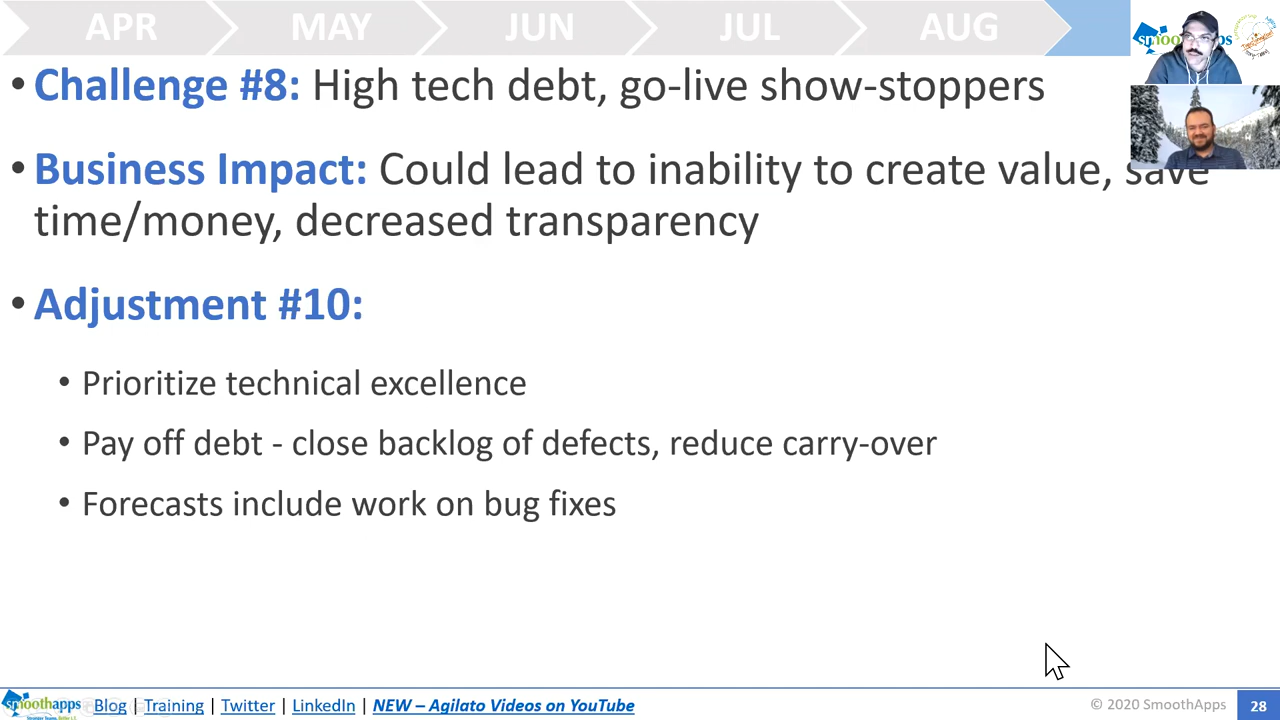 APR MAY JUN JUL AUG
• Challenge #8: High tech debt, go-live show-stoppers
• Business Impact: Could lead to inability to create value, save
time/money, decreased transparency
• Adjustment #10:
• Prioritize technical excellence
• Pay off debt - close backlog of defects, reduce carry-over
• Forecasts include work on bug fixes
smoothapps Blog | Training | Twitter | LinkedIn | NEW – Agilato Videos on YouTube © 2020 SmoothApps 28